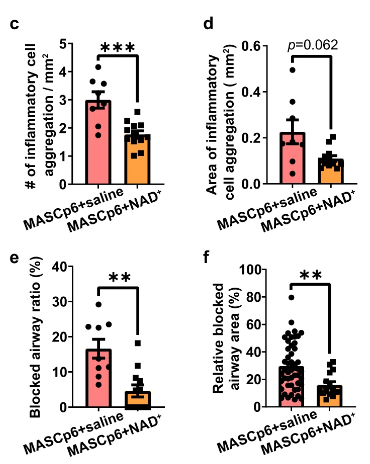 c
# of inflammatory cell
aggregation / mm²
5
4
3
2
1
0
***
MASCp6+saline
MASCp6+NAD⁺
d
Area of inflammatory
cell aggregation ( mm²)
0.6
0.4
0.2
0.0
p=0.062
MASCp6+saline
MASCp6+NAD⁺
e
Blocked airway ratio (%)
40
30
20
10
0
**
MASCp6+saline
MASCp6+NAD⁺
f
Relative blocked
airway area (%)
100
80
60
40
20
0
**
MASCp6+saline
MASCp6+NAD⁺